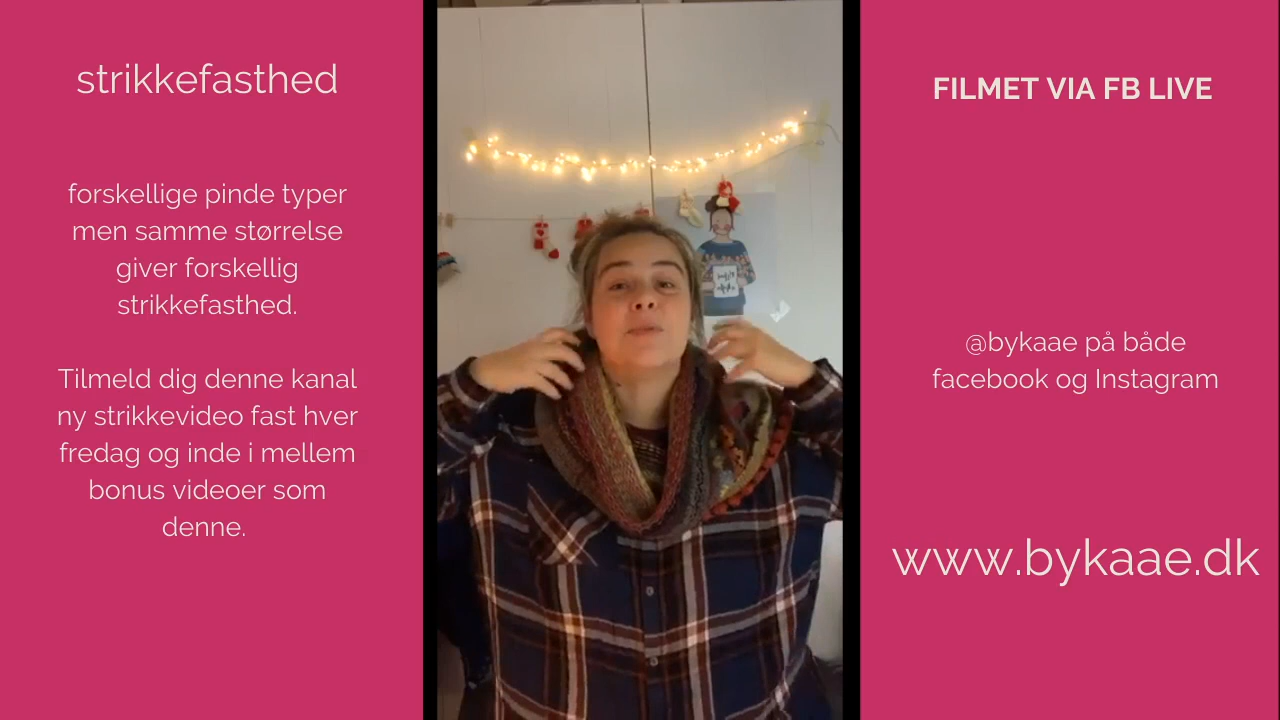 strikkefasthed
forskellige pinde typer
men samme størrelse
giver forskellig
strikkefasthed.
Tilmeld dig denne kanal
ny strikkevideo fast hver
fredag og inde i mellem
bonus videoer som
denne.
FILMET VIA FB LIVE
@bykaae på både
facebook og Instagram
www.bykaae.dk